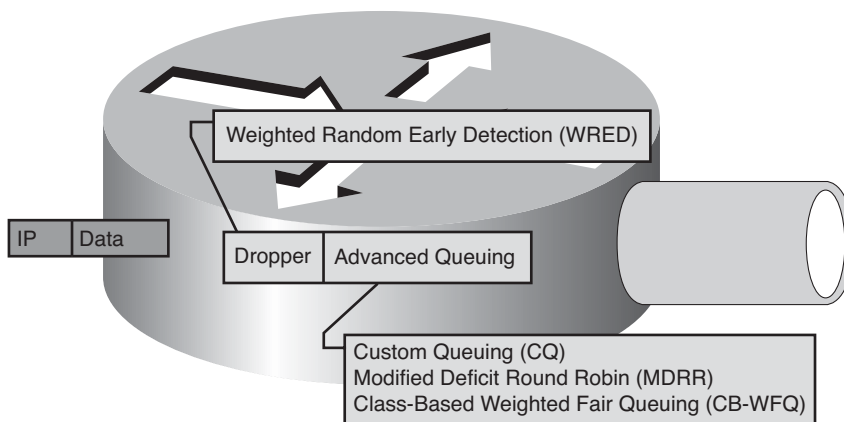 Weighted Random Early Detection (WRED)
IP Data
Dropper Advanced Queuing
Custom Queuing (CQ)
Modified Deficit Round Robin (MDRR)
Class-Based Weighted Fair Queuing (CB-WFQ)